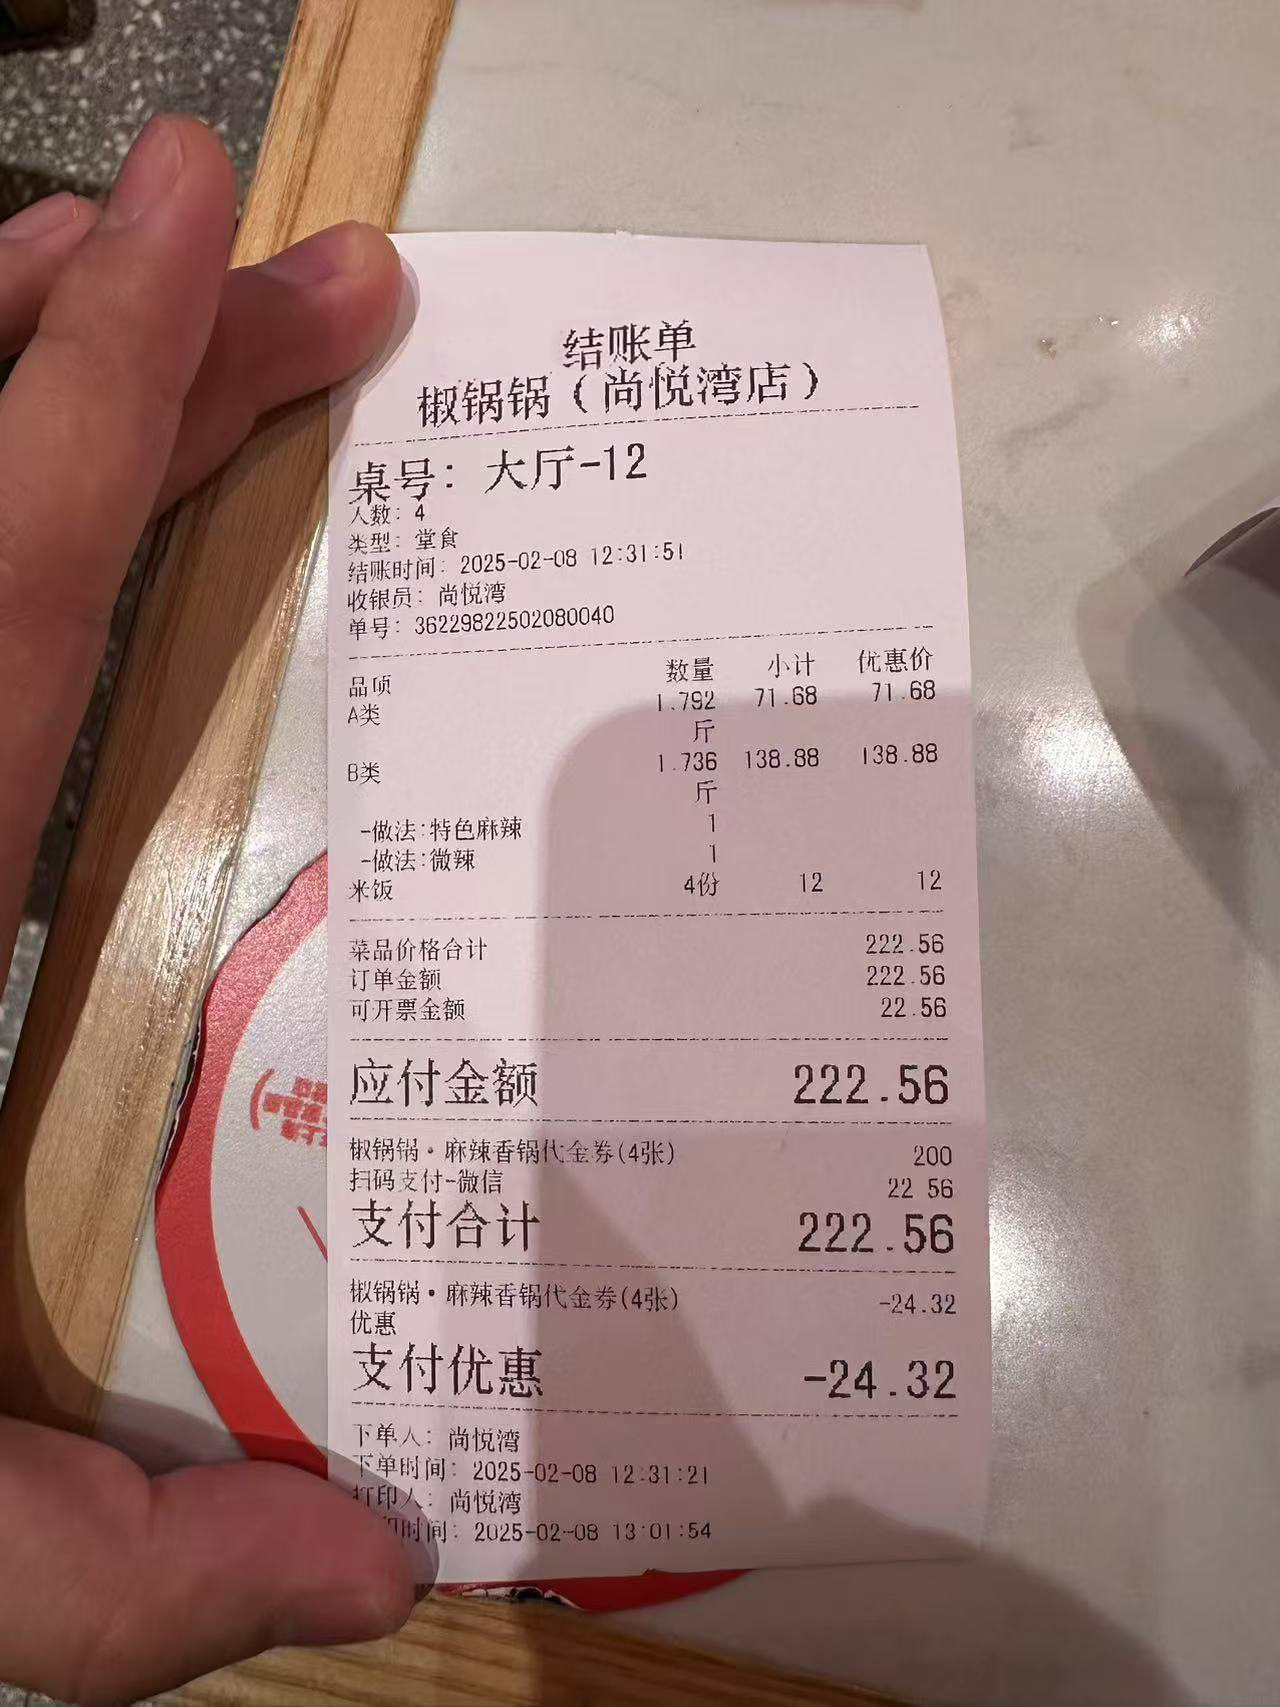 结账单
椒锅锅（尚悦湾店）
桌号：大厅-12
人数：4
类型：堂食
结账时间：2025-02-08 12:31:51
收银员：尚悦湾
单号：36229822502080040
品项 数量 小计 优惠价
A类 1.792斤 71.68 71.68
B类 1.736斤 138.88 138.88
-做法:特色麻辣 1
-做法:微辣 1
米饭 4份 12 12
菜品价格合计 222.56
订单金额 222.56
可开票金额 22.56
应付金额 222.56
椒锅锅·麻辣香锅代金券(4张) 200
扫码支付-微信 22.56
支付合计 222.56
椒锅锅·麻辣香锅代金券(4张)优惠 -24.32
支付优惠 -24.32
下单人：尚悦湾
下单时间：2025-02-08 12:31:21
打印人：尚悦湾
时间：2025-02-08 13:01:54